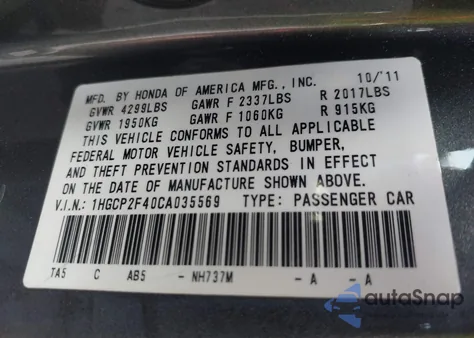 MFD. BY HONDA OF AMERICA MFG., INC. 10/'11
GVWR 4299LBS GAWR F 2337LBS R 2017LBS
GVWR 1950KG GAWR F 1060KG R 915KG
THIS VEHICLE CONFORMS TO ALL APPLICABLE
FEDERAL MOTOR VEHICLE SAFETY, BUMPER,
AND THEFT PREVENTION STANDARDS IN EFFECT
ON THE DATE OF MANUFACTURE SHOWN ABOVE.
V.I.N.: 1HGCP2F40CA035569 TYPE: PASSENGER CAR
TA5 C AB5 - NH737M - A - A
autoSnap